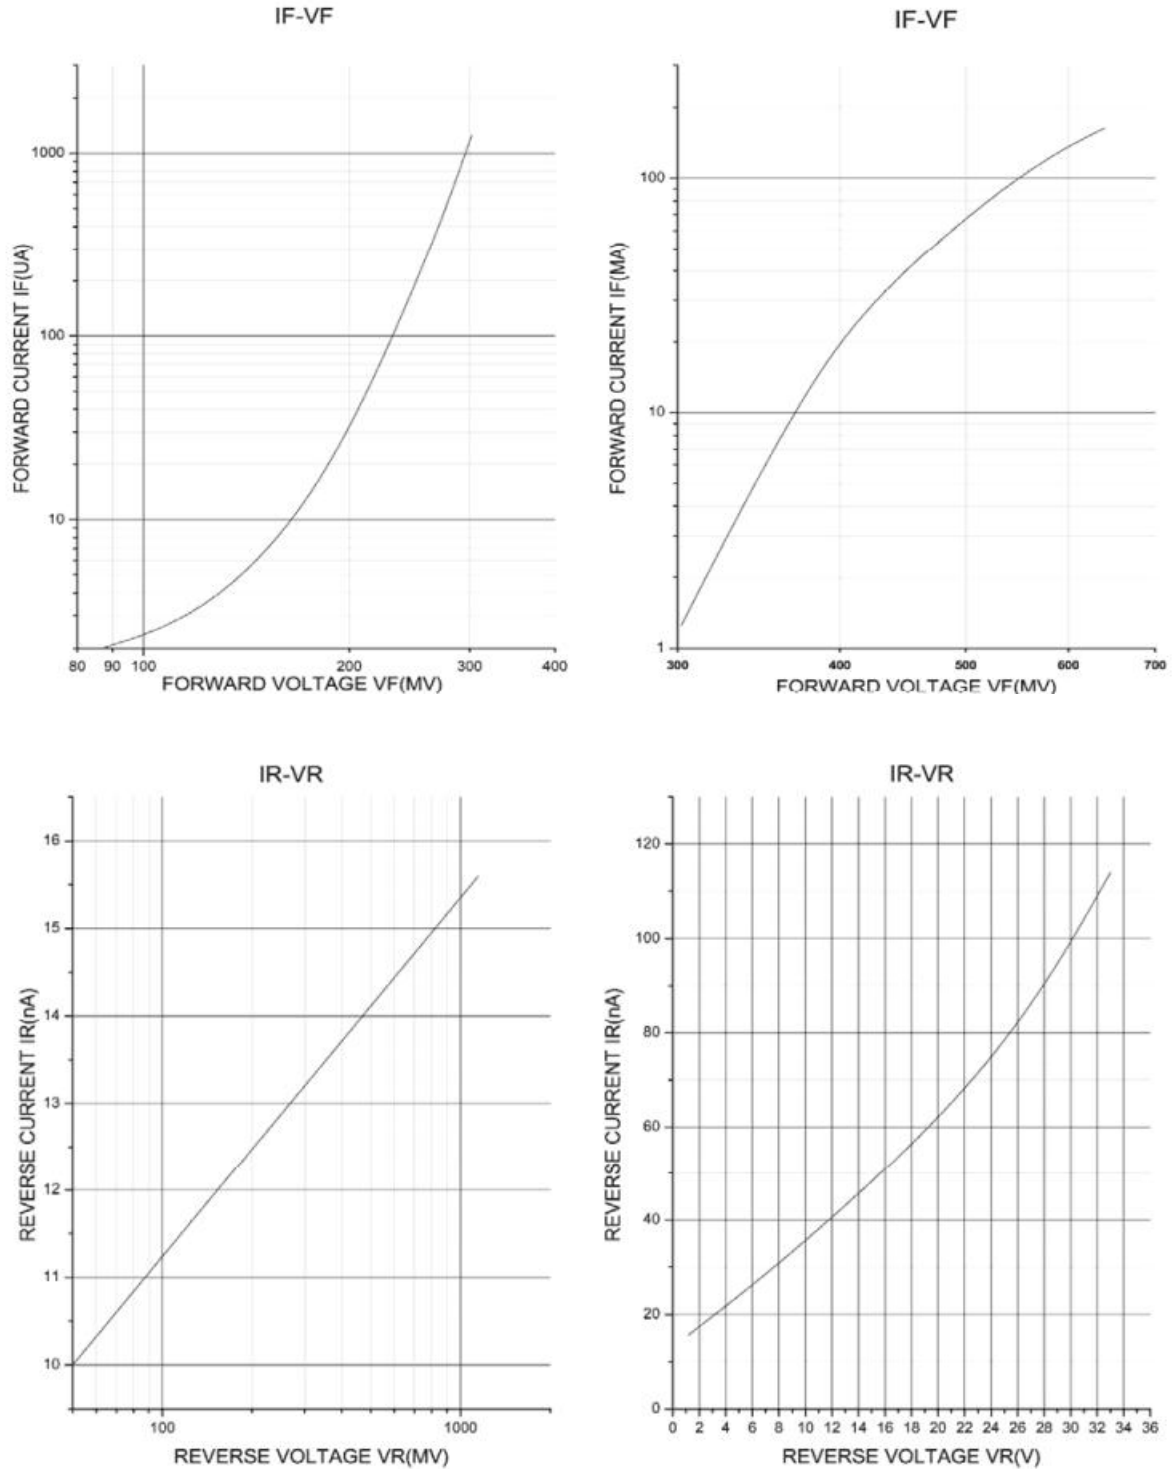 IF-VF
1000
100
10
80 90 100 200 300 400
FORWARD CURRENT IF(UA)
FORWARD VOLTAGE VF(MV)
IF-VF
100
10
1
300 400 500 600 700
FORWARD CURRENT IF(MA)
FORWARD VOLTAGE VF(MV)
IR-VR
16
15
14
13
12
11
10
100 1000
REVERSE CURRENT IR(nA)
REVERSE VOLTAGE VR(MV)
IR-VR
120
100
80
60
40
20
0
0 2 4 6 8 10 12 14 16 18 20 22 24 26 28 30 32 34 36
REVERSE CURRENT IR(nA)
REVERSE VOLTAGE VR(V)